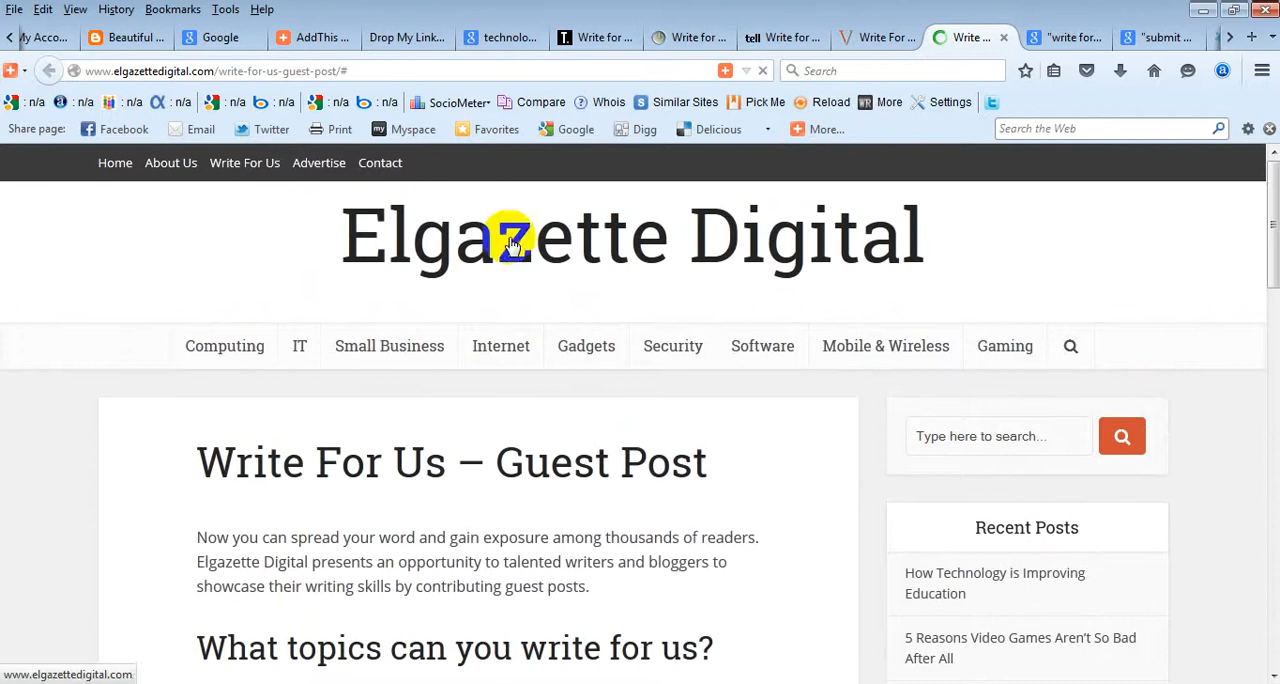 File Edit View History Bookmarks Tools Help
My Acco... Beautiful ... Google AddThis ... Drop My Link... technolo... Write for ... Write for ... Write for ... Write For ... Write ... "write for... "submit ...
www.elgazettedigital.com/write-for-us-guest-post/# Search
: n/a : n/a : n/a : n/a : n/a : n/a : n/a : n/a SocioMeter Compare Whois Similar Sites Pick Me Reload More Settings
Share page: Facebook Email Twitter Print Myspace Favorites Google Digg Delicious More... Search the Web
Home About Us Write For Us Advertise Contact
Elgazette Digital
Computing IT Small Business Internet Gadgets Security Software Mobile & Wireless Gaming
Write For Us – Guest Post
Now you can spread your word and gain exposure among thousands of readers.
Elgazette Digital presents an opportunity to talented writers and bloggers to
showcase their writing skills by contributing guest posts.
What topics can you write for us?
Type here to search...
Recent Posts
How Technology is Improving
Education
5 Reasons Video Games Aren't So Bad
After All
www.elgazettedigital.com